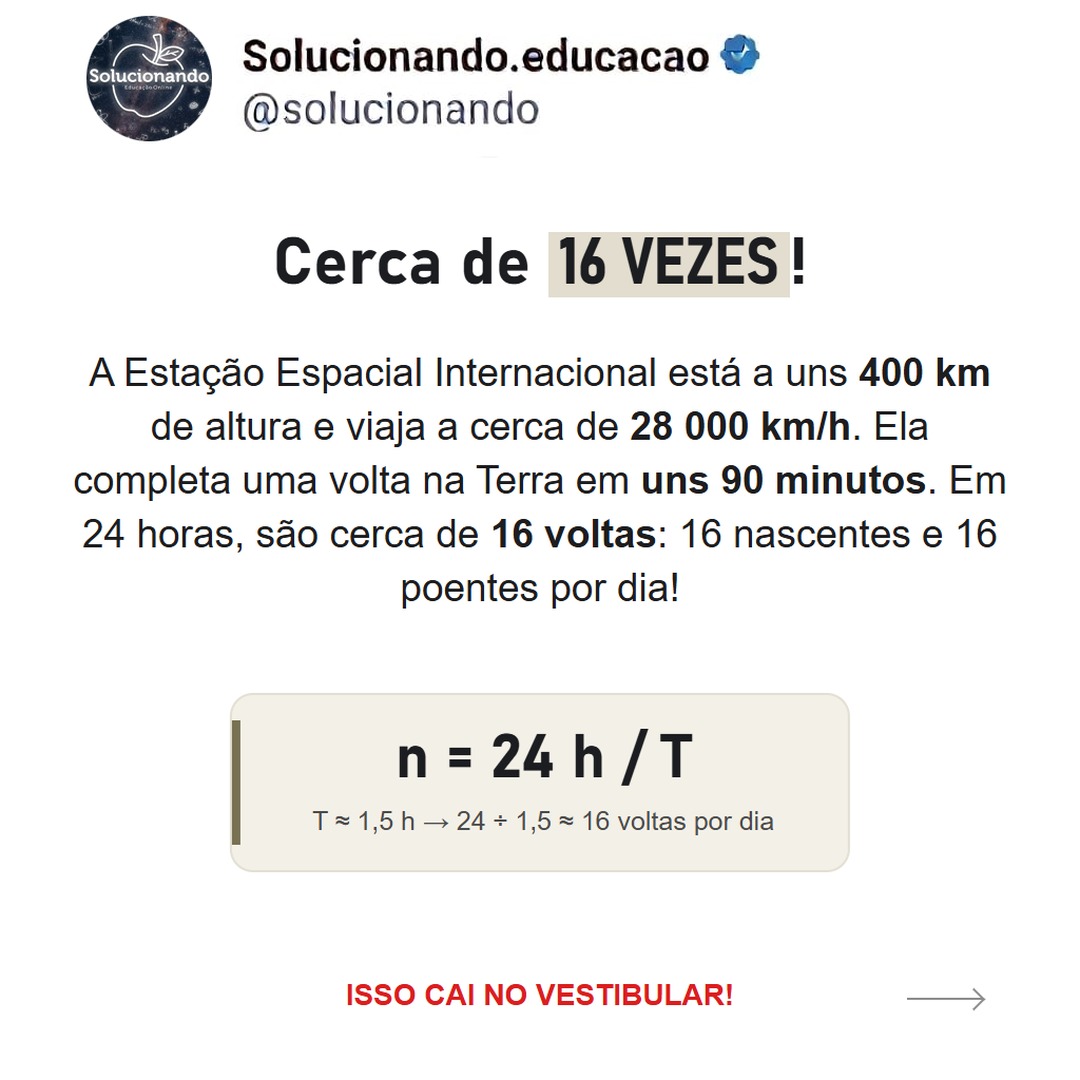 Solucionando
Educação Online
Solucionando.educacao
@solucionando
Cerca de 16 VEZES!
A Estação Espacial Internacional está a uns 400 km
de altura e viaja a cerca de 28 000 km/h. Ela
completa uma volta na Terra em uns 90 minutos. Em
24 horas, são cerca de 16 voltas: 16 nascentes e 16
poentes por dia!
n = 24 h / T
T ≈ 1,5 h → 24 ÷ 1,5 ≈ 16 voltas por dia
ISSO CAI NO VESTIBULAR!